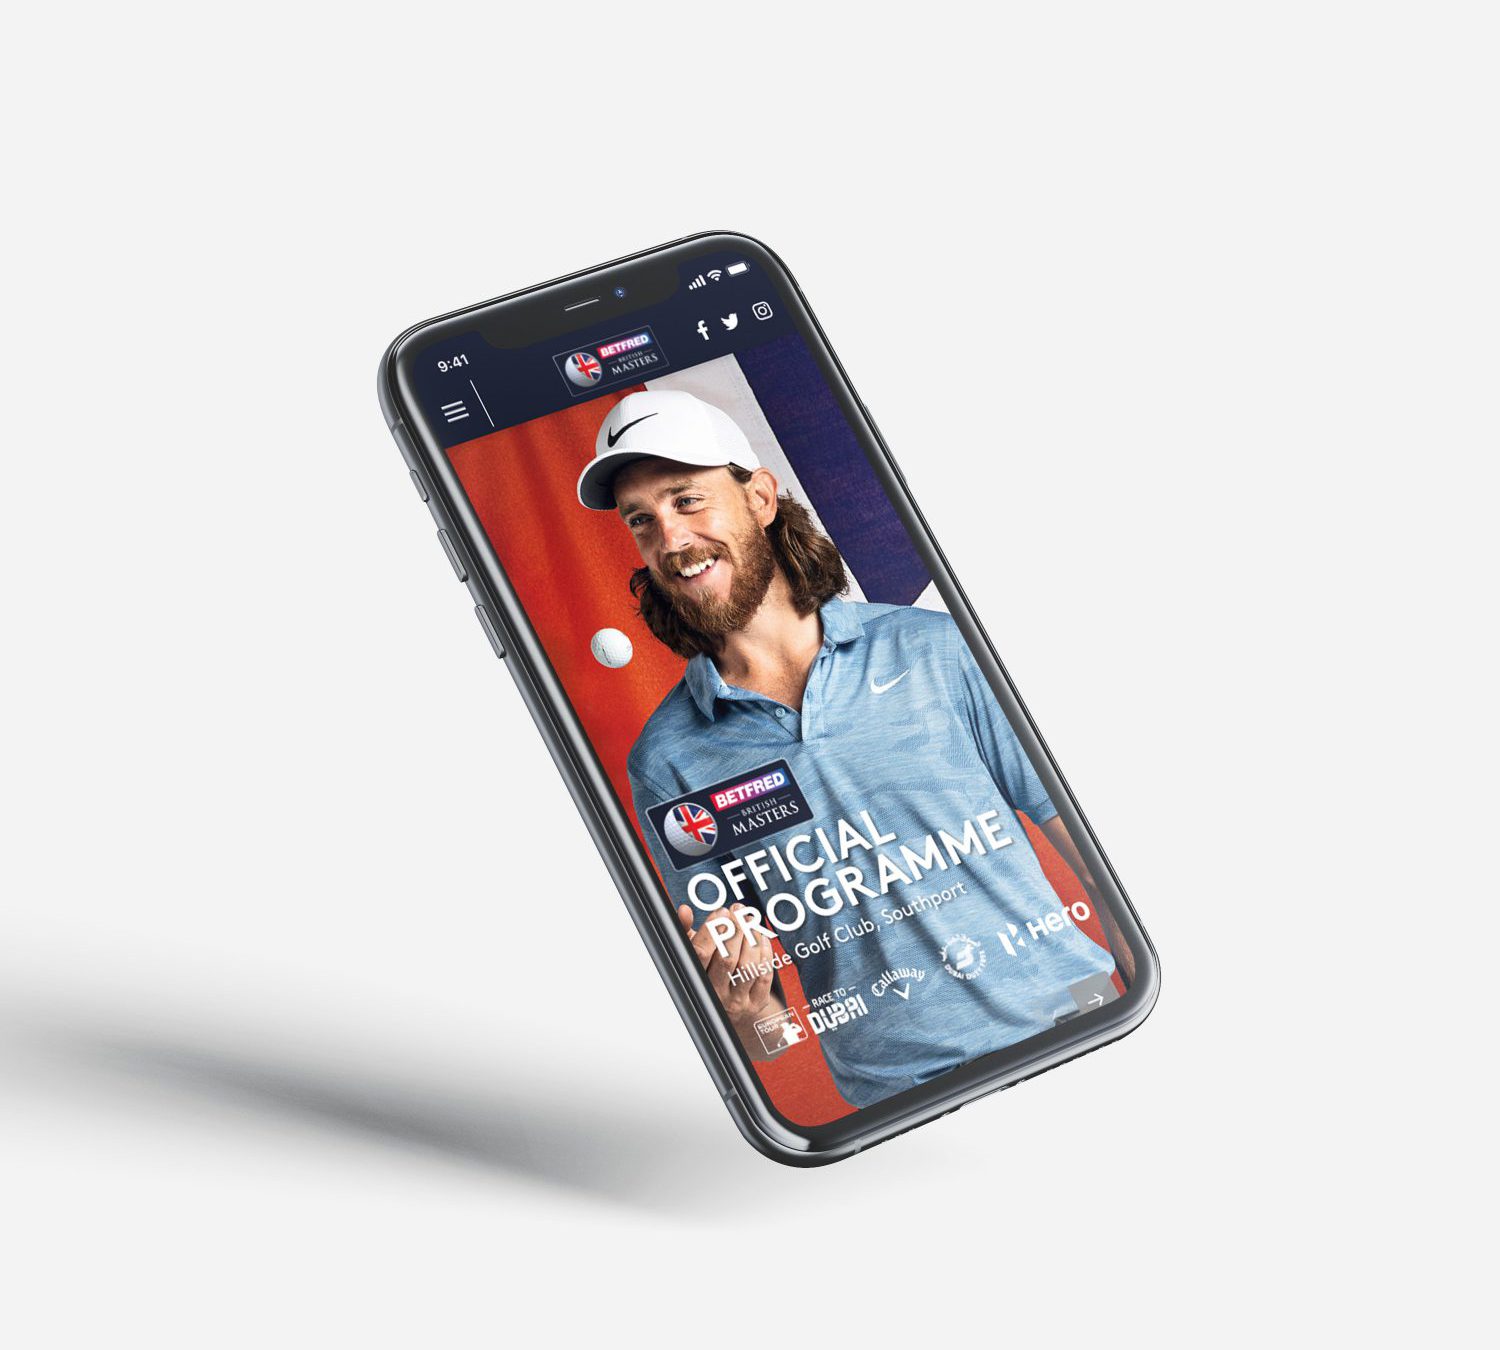 9:41
BETFRED
BRITISH
MASTERS
BETFRED
BRITISH
MASTERS
OFFICIAL
PROGRAMME
Hillside Golf Club, Southport
EUROPEAN
TOUR
RACE TO
DUBAI
Callaway
DUBAI DUTY FREE
Hero